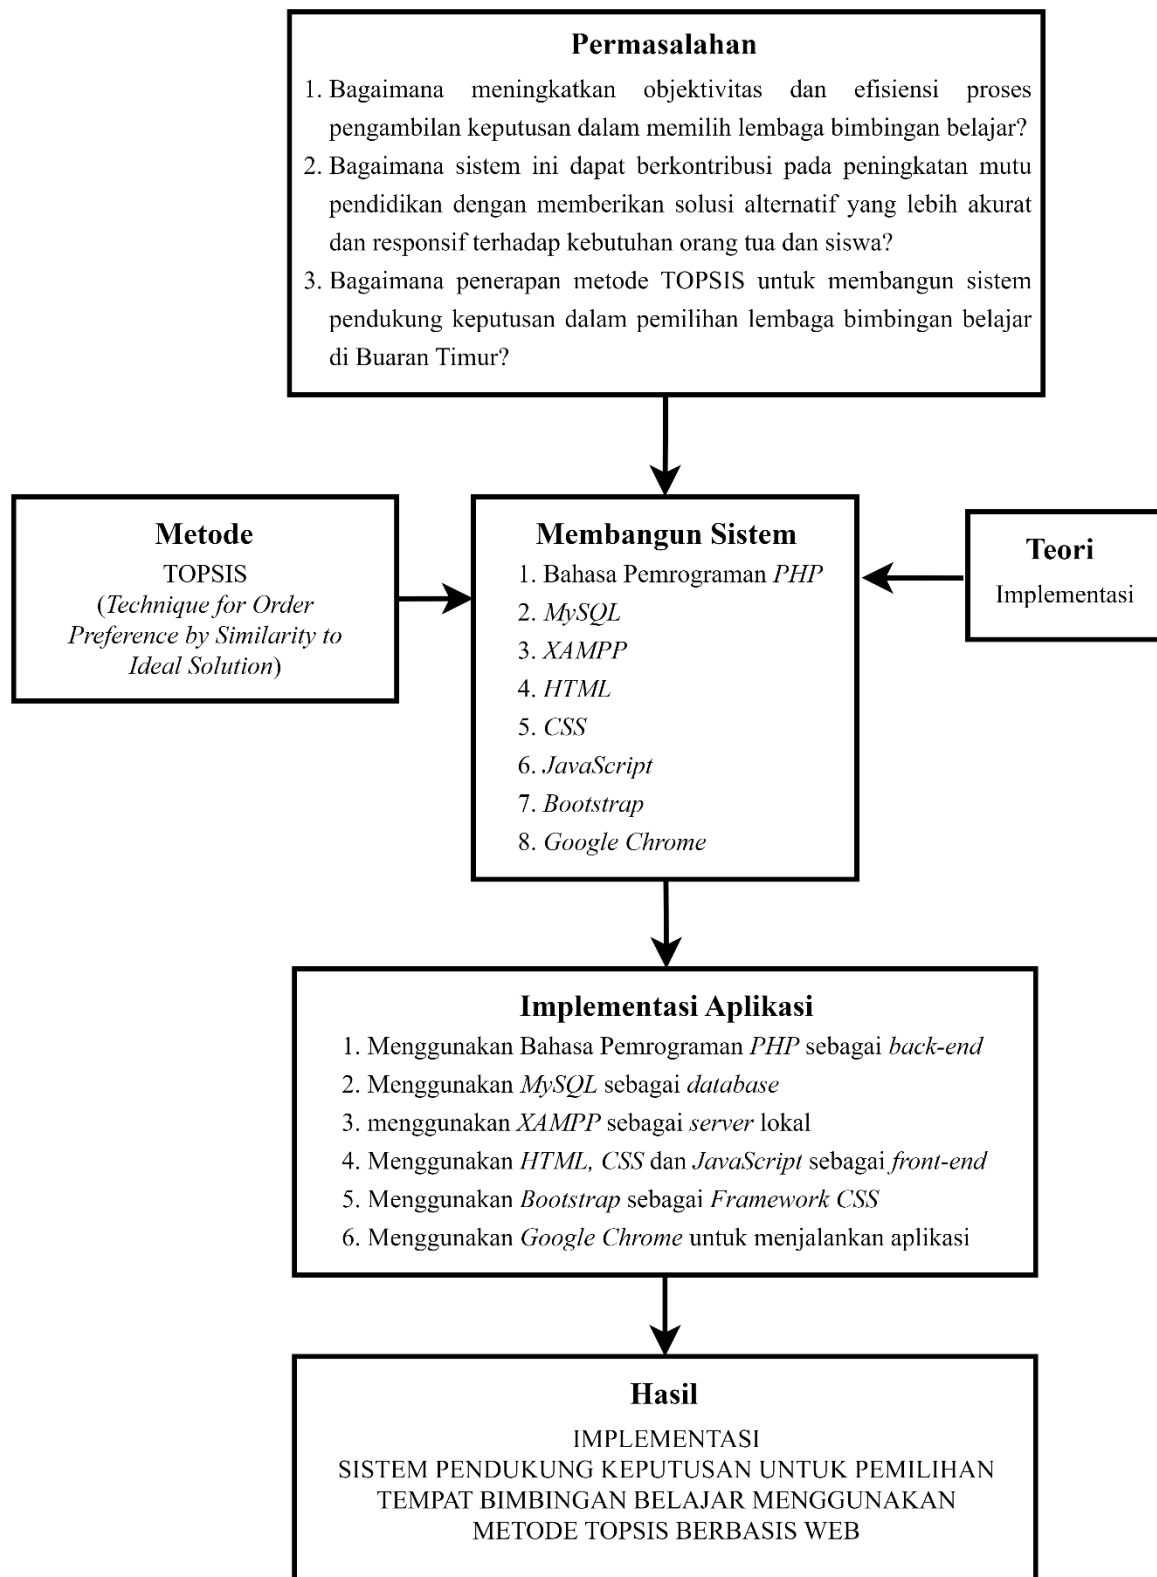 Permasalahan
1. Bagaimana meningkatkan objektivitas dan efisiensi proses
pengambilan keputusan dalam memilih lembaga bimbingan belajar?
2. Bagaimana sistem ini dapat berkontribusi pada peningkatan mutu
pendidikan dengan memberikan solusi alternatif yang lebih akurat
dan responsif terhadap kebutuhan orang tua dan siswa?
3. Bagaimana penerapan metode TOPSIS untuk membangun sistem
pendukung keputusan dalam pemilihan lembaga bimbingan belajar
di Buaran Timur?
Metode
TOPSIS
(Technique for Order
Preference by Similarity to
Ideal Solution)
Membangun Sistem
1. Bahasa Pemrograman PHP
2. MySQL
3. XAMPP
4. HTML
5. CSS
6. JavaScript
7. Bootstrap
8. Google Chrome
Teori
Implementasi
Implementasi Aplikasi
1. Menggunakan Bahasa Pemrograman PHP sebagai back-end
2. Menggunakan MySQL sebagai database
3. menggunakan XAMPP sebagai server lokal
4. Menggunakan HTML, CSS dan JavaScript sebagai front-end
5. Menggunakan Bootstrap sebagai Framework CSS
6. Menggunakan Google Chrome untuk menjalankan aplikasi
Hasil
IMPLEMENTASI
SISTEM PENDUKUNG KEPUTUSAN UNTUK PEMILIHAN
TEMPAT BIMBINGAN BELAJAR MENGGUNAKAN
METODE TOPSIS BERBASIS WEB